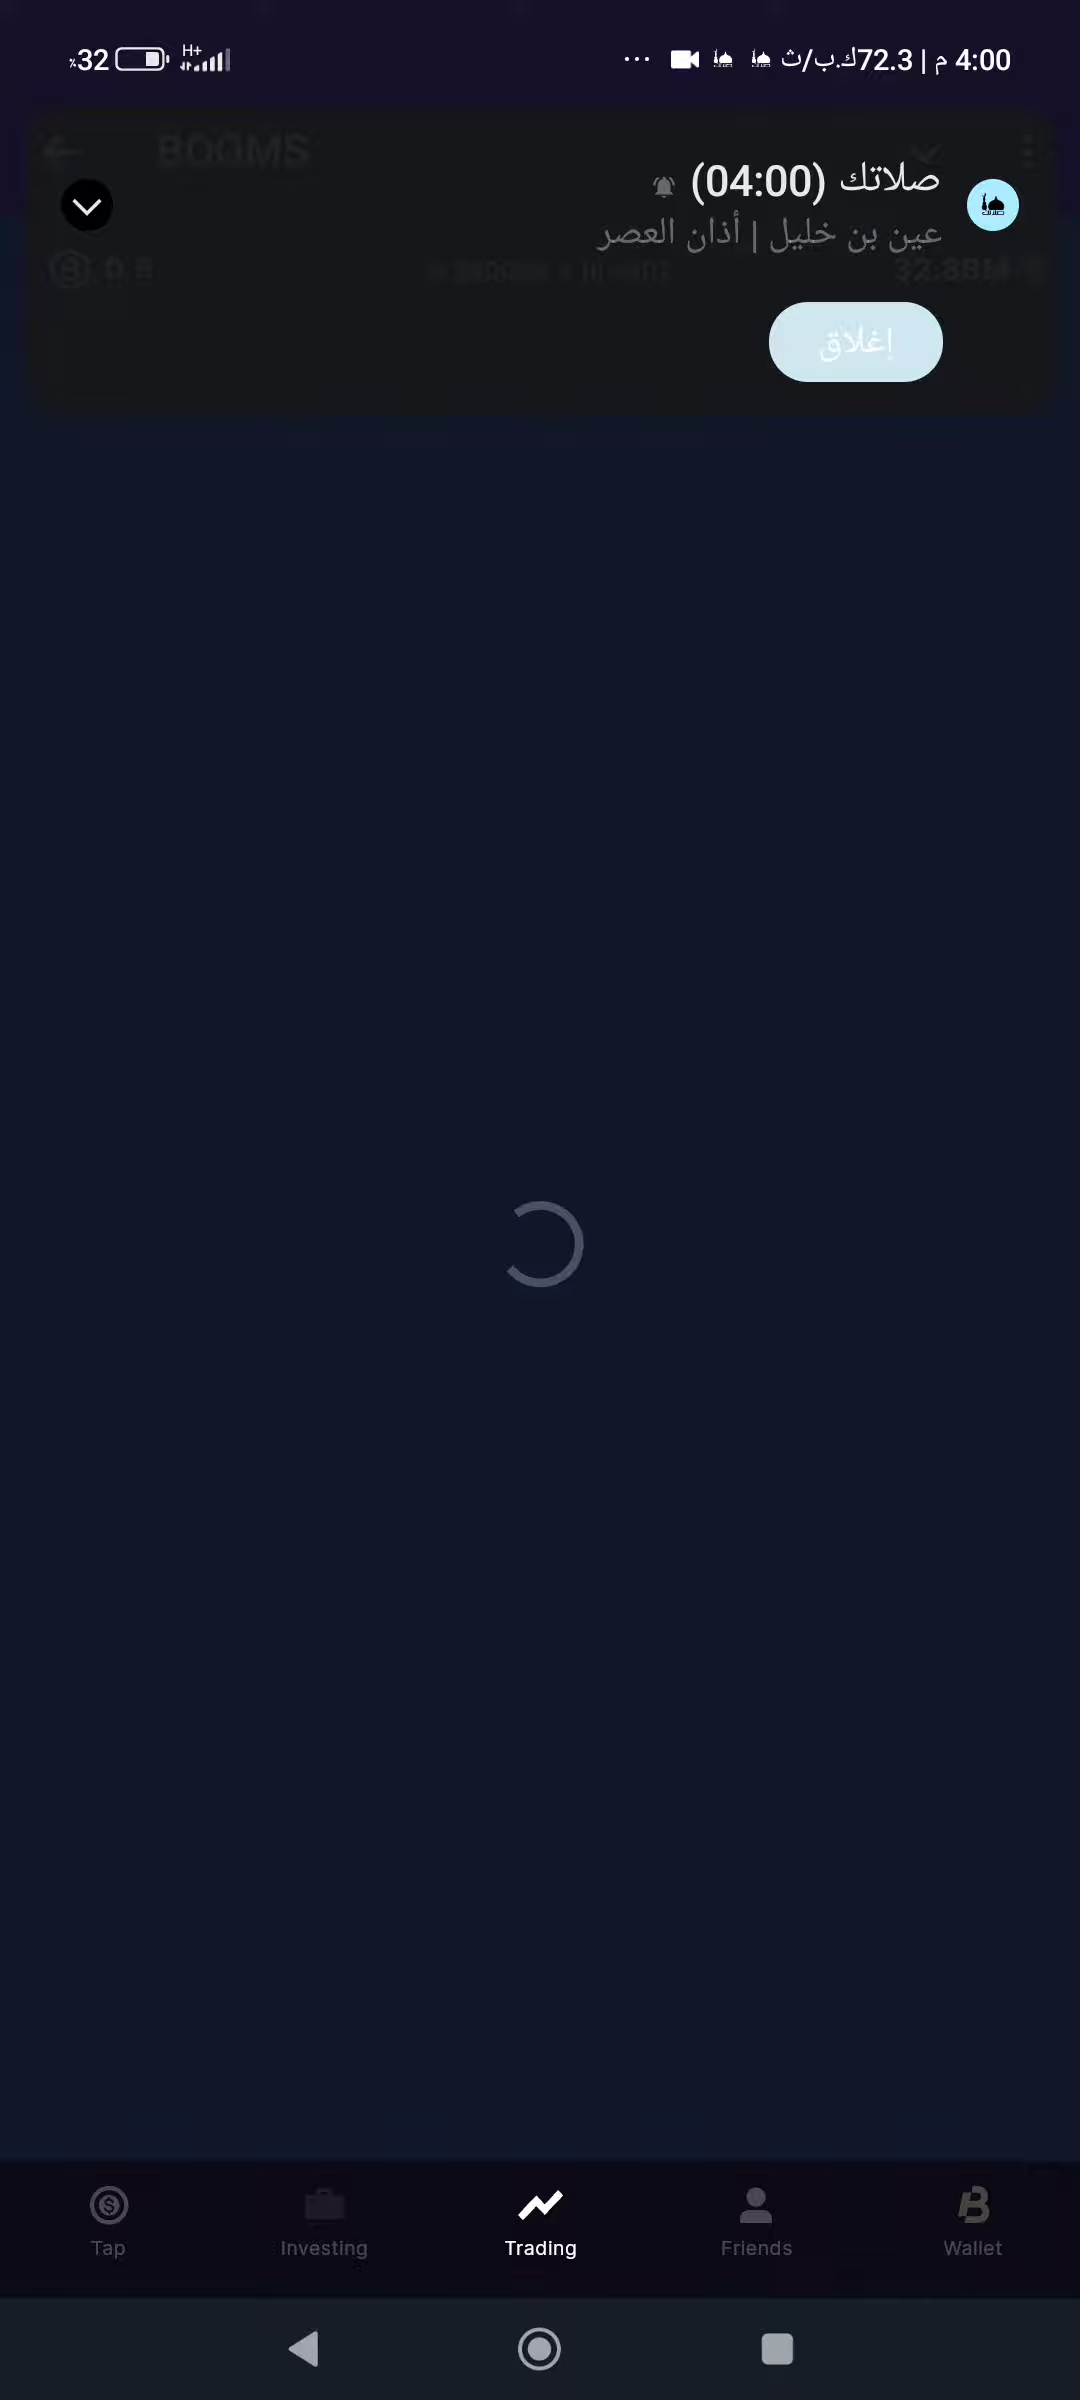 4:00 م | 72.3ك.ب/ث ...
H+
32٪
BOOMS
صلاتك (04:00)
عين بن خليل | أذان العصر
إغلاق
Tap
Investing
Trading
Friends
Wallet